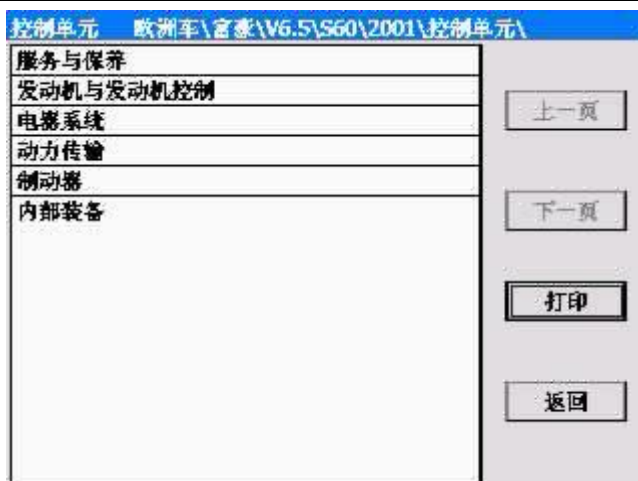 控制单元 欧洲车\富豪\V6.5\S60\2001\控制单元\
服务与保养
发动机与发动机控制
电器系统
动力传输
制动器
内部装备
上一页
下一页
打印
返回